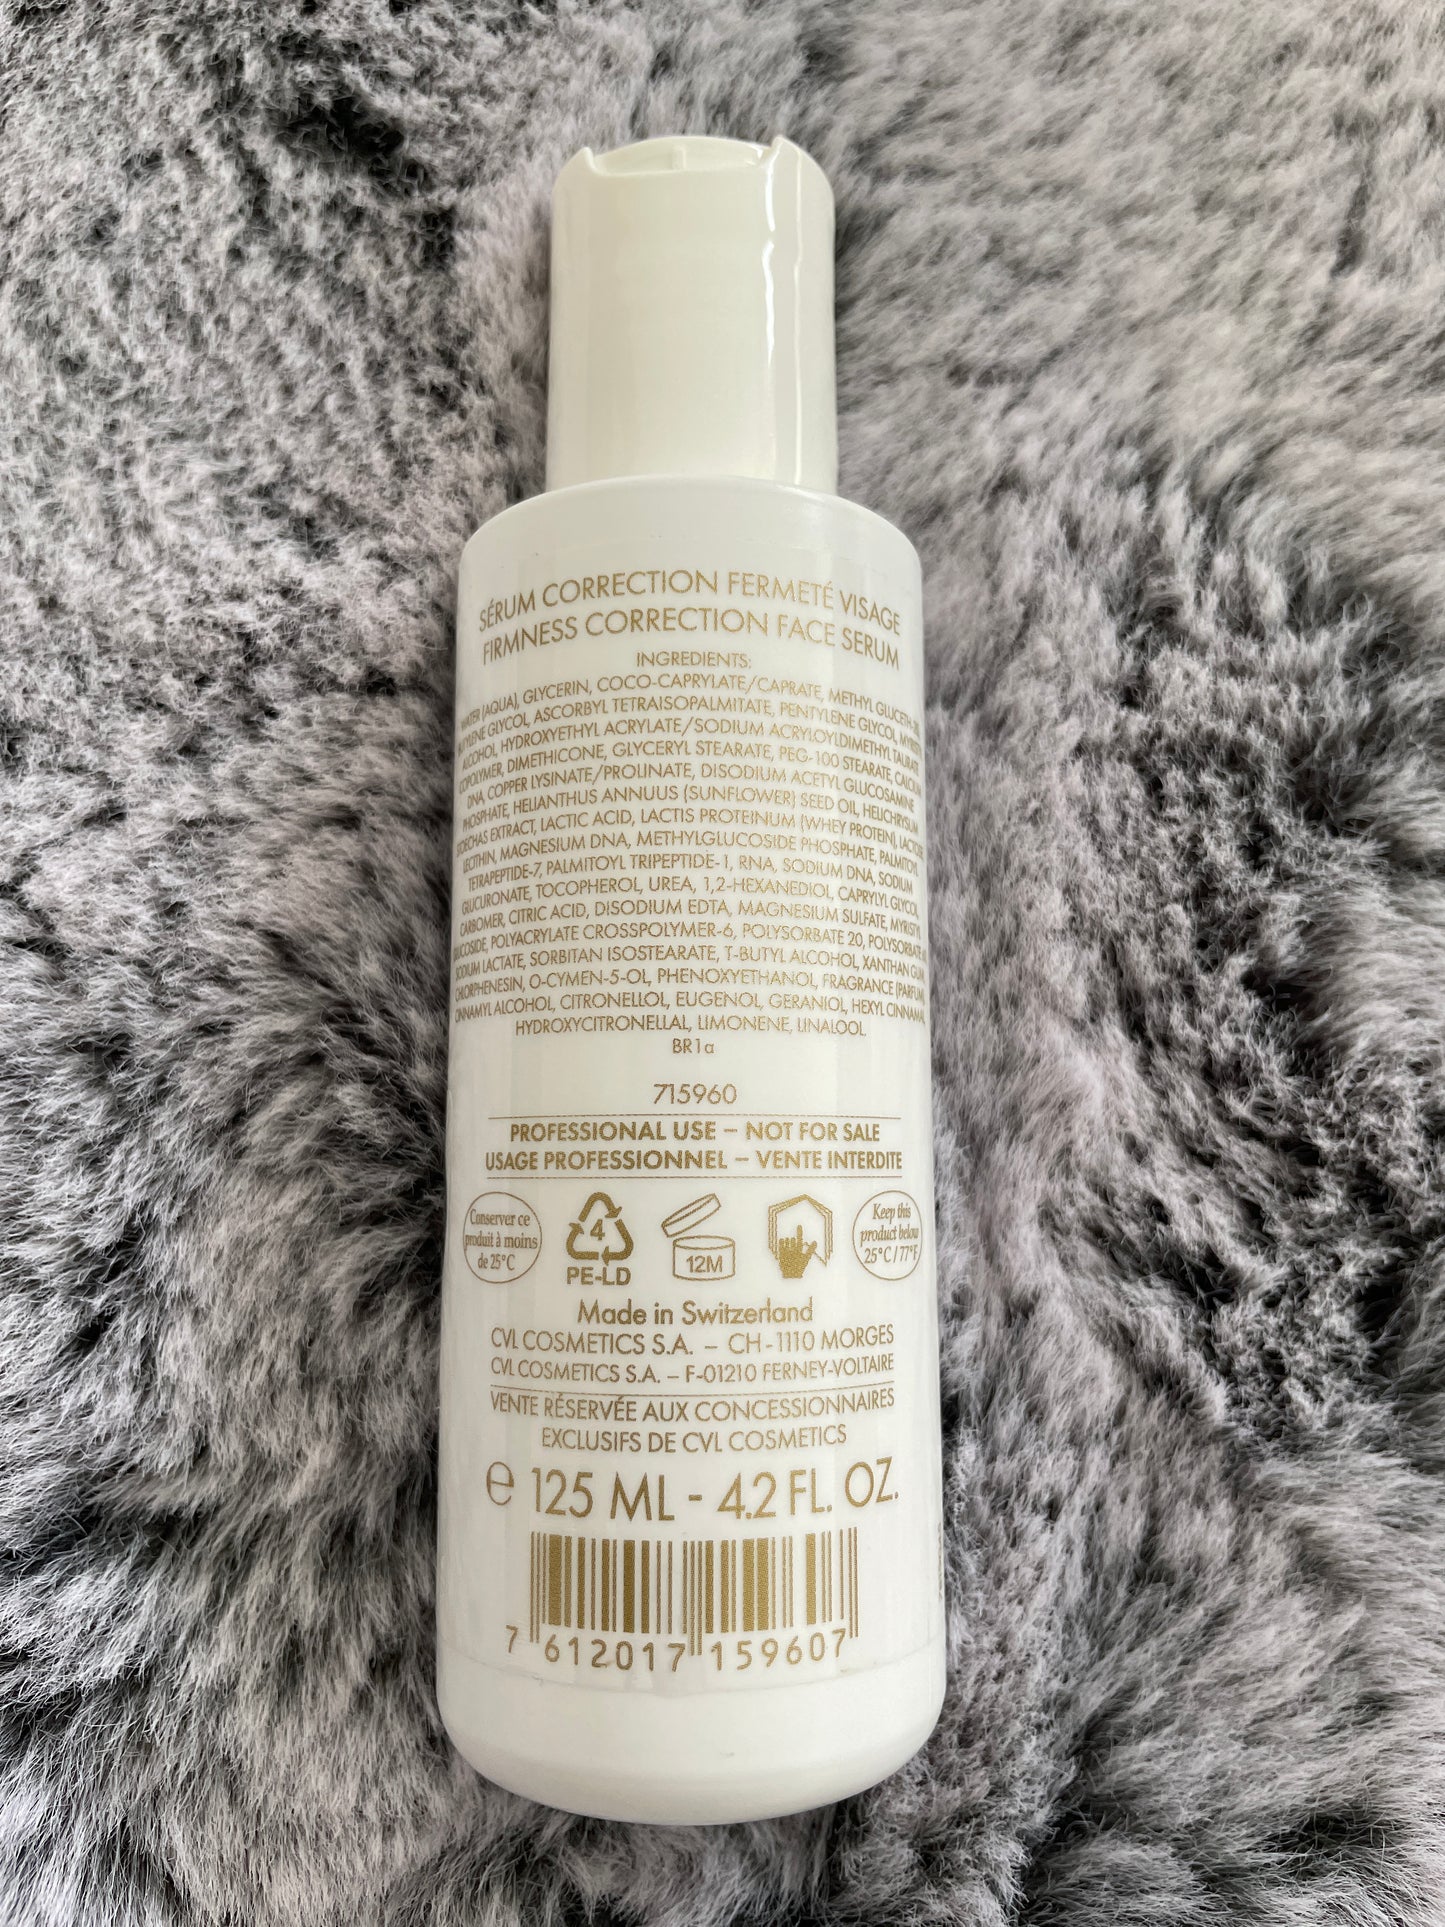 SÉRUM CORRECTION FERMETÉ VISAGE
FIRMNESS CORRECTION FACE SERUM
INGREDIENTS:
(AQUA), GLYCERIN, COCO-CAPRYLATE/CAPRATE, METHYL
GLYCOL, ASCORBYL TETRAISOPALMITATE, PENTYLENE GLYCOL,
ALCOHOL, HYDROXYETHYL ACRYLATE/SODIUM ACRYLOYLDIMETHYL TAURATE
COPOLYMER, DIMETHICONE, GLYCERYL STEARATE, PEG-100 STEARATE, CALCIUM
DNA, COPPER LYSINATE/PROLINATE, DISODIUM ACETYL GLUCOSAMINE
PHOSPHATE, HELIANTHUS ANNUUS (SUNFLOWER) SEED OIL, HELICHRYSUM
STOECHAS EXTRACT, LACTIC ACID, LACTIS PROTEINUM (WHEY PROTEIN),
LECITHIN, MAGNESIUM DNA, METHYLGLUCOSIDE PHOSPHATE, PALMITOYL
TETRAPEPTIDE-7, PALMITOYL TRIPEPTIDE-1, RNA, SODIUM DNA, SODIUM
GLUCURONATE, TOCOPHEROL, UREA, 1,2-HEXANEDIOL, CAPRYLYL GLYCOL,
CARBOMER, CITRIC ACID, DISODIUM EDTA, MAGNESIUM SULFATE, MYRISTYL
GLUCOSIDE, POLYACRYLATE CROSSPOLYMER-6, POLYSORBATE 20, POLYSORBATE
SODIUM LACTATE, SORBITAN ISOSTEARATE, T-BUTYL ALCOHOL, XANTHAN GUM,
CHLORPHENESIN, O-CYMEN-5-OL, PHENOXYETHANOL, FRAGRANCE (PARFUM),
CINNAMYL ALCOHOL, CITRONELLOL, EUGENOL, GERANIOL, HEXYL CINNAMAL,
HYDROXYCITRONELLAL, LIMONENE, LINALOOL.
BR1a
715960
PROFESSIONAL USE – NOT FOR SALE
USAGE PROFESSIONNEL – VENTE INTERDITE
Conserver ce
produit à moins
de 25°C
4
PE-LD
12M
Keep this
product below
25°C/77°F
Made in Switzerland
CVL COSMETICS S.A. – CH-1110 MORGES
CVL COSMETICS S.A. – F-01210 FERNEY-VOLTAIRE
VENTE RÉSERVÉE AUX CONCESSIONNAIRES
EXCLUSIFS DE CVL COSMETICS
e 125 ML - 4.2 FL. OZ.
7 612017 159607